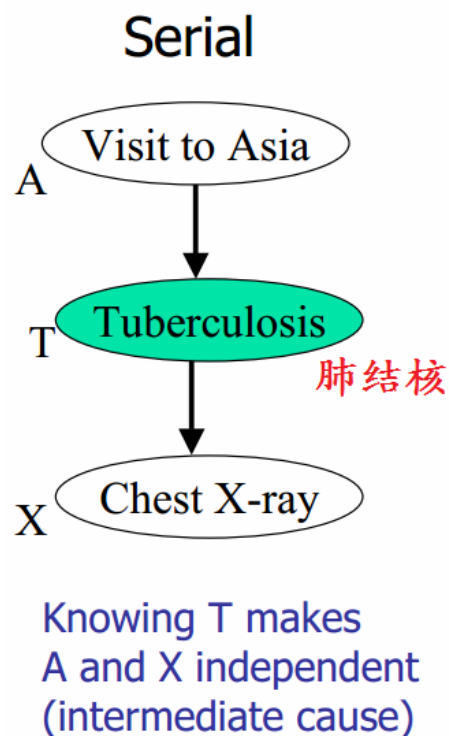 Serial
Visit to Asia
A
Tuberculosis
T
肺结核
Chest X-ray
X
Knowing T makes
A and X independent
(intermediate cause)